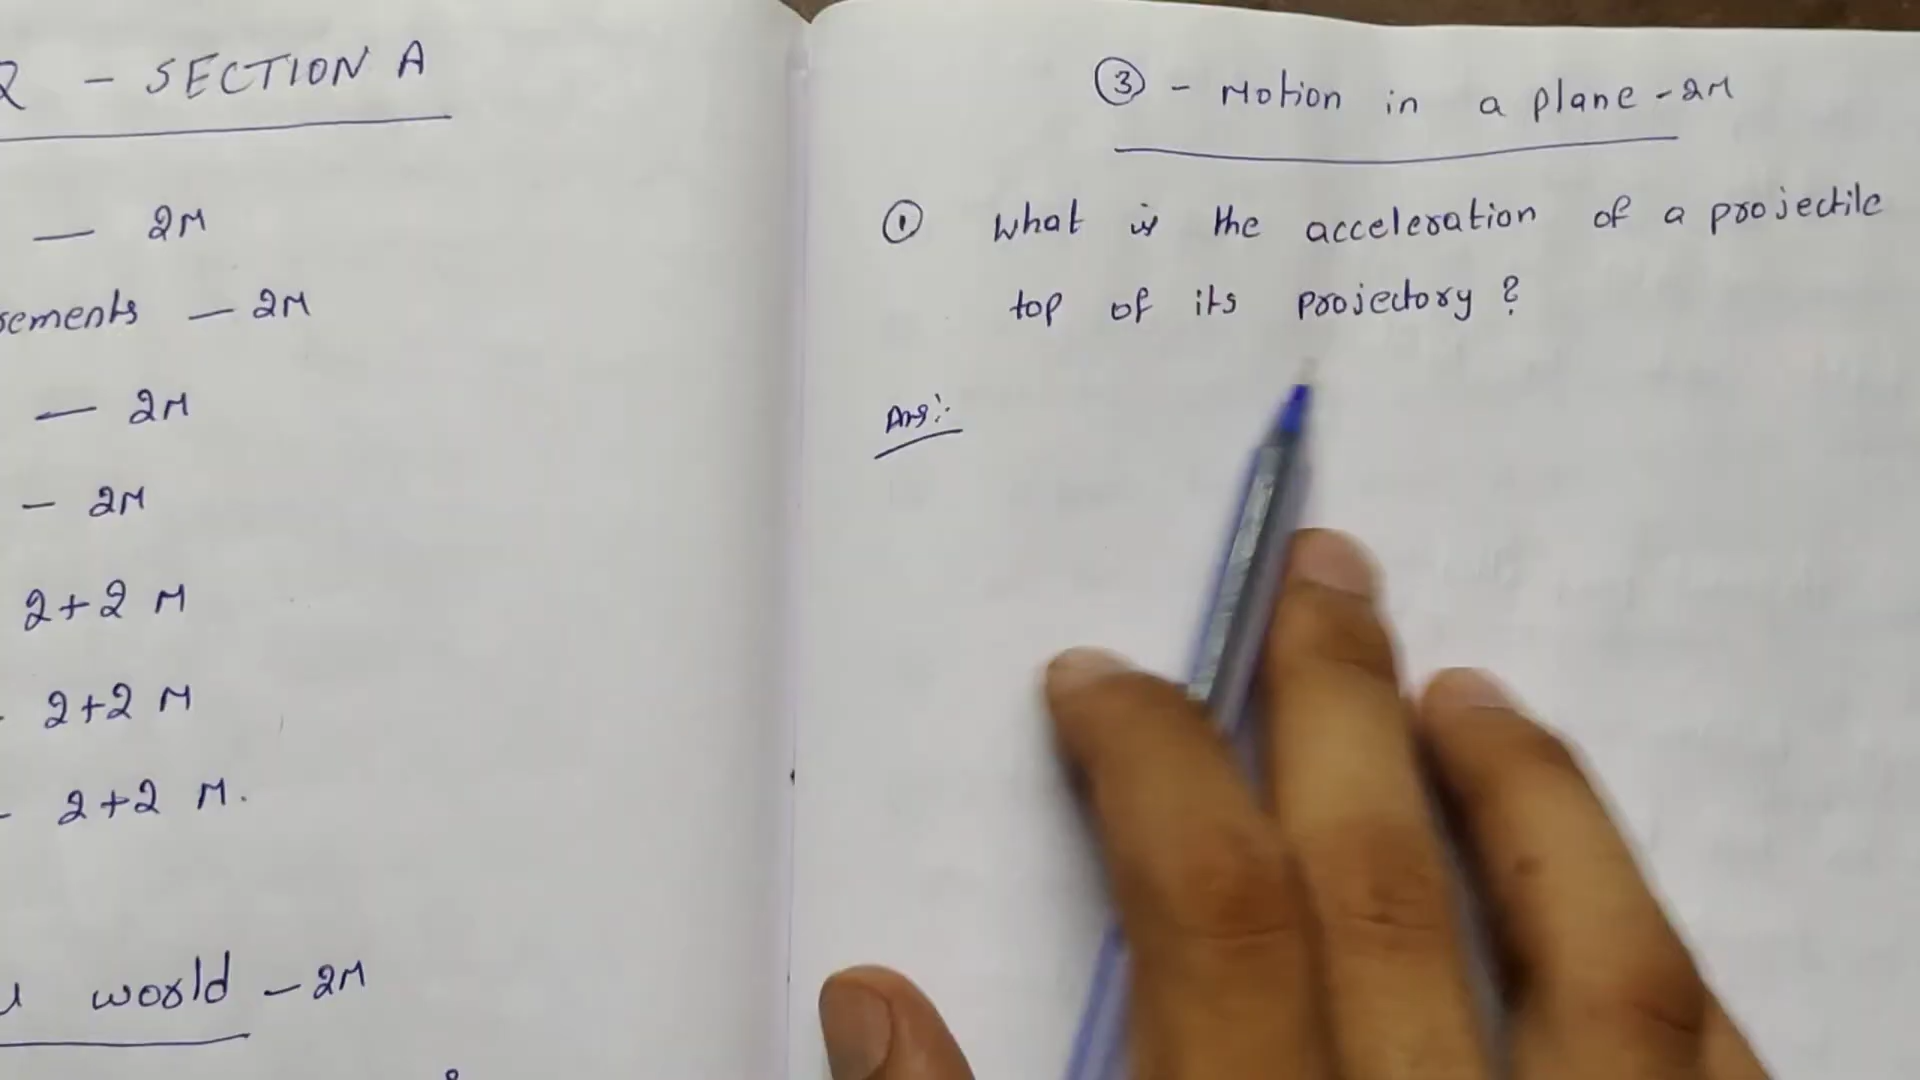 - SECTION A
— 2M
— 2M
— 2M
- 2M
2+2 M
2+2 M
2+2 M.
world - 2M
③ - Motion in a plane - 2M
① What is the acceleration of a projectile
top of its projectory ?
Ans:-